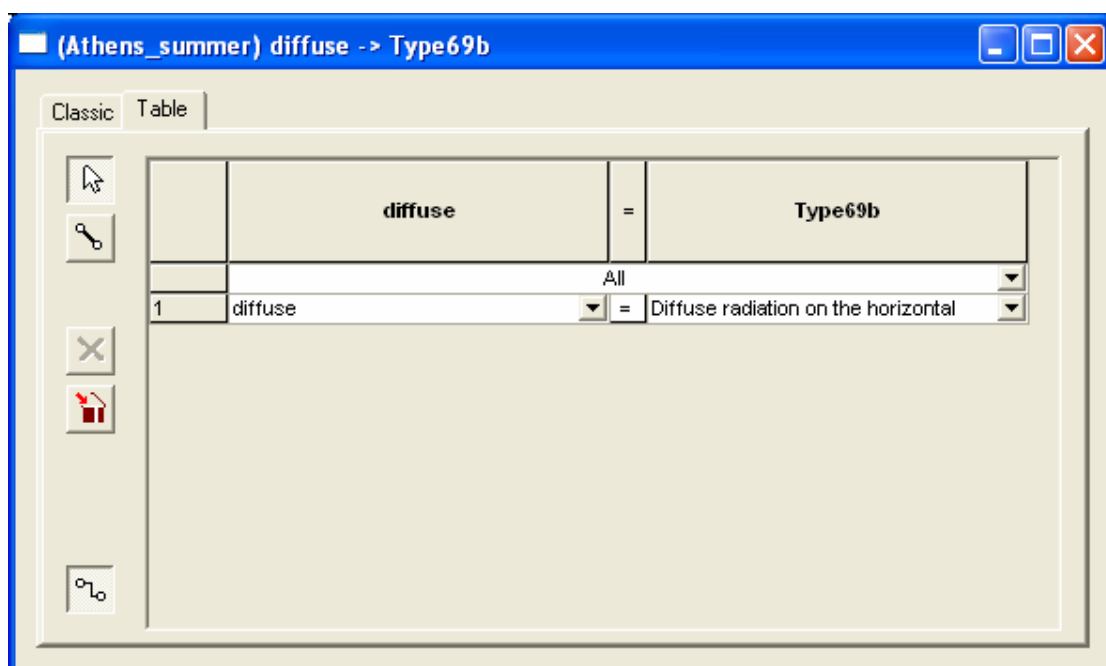 (Athens_summer) diffuse -> Type69b
Classic Table
diffuse = Type69b
All
1 diffuse = Diffuse radiation on the horizontal